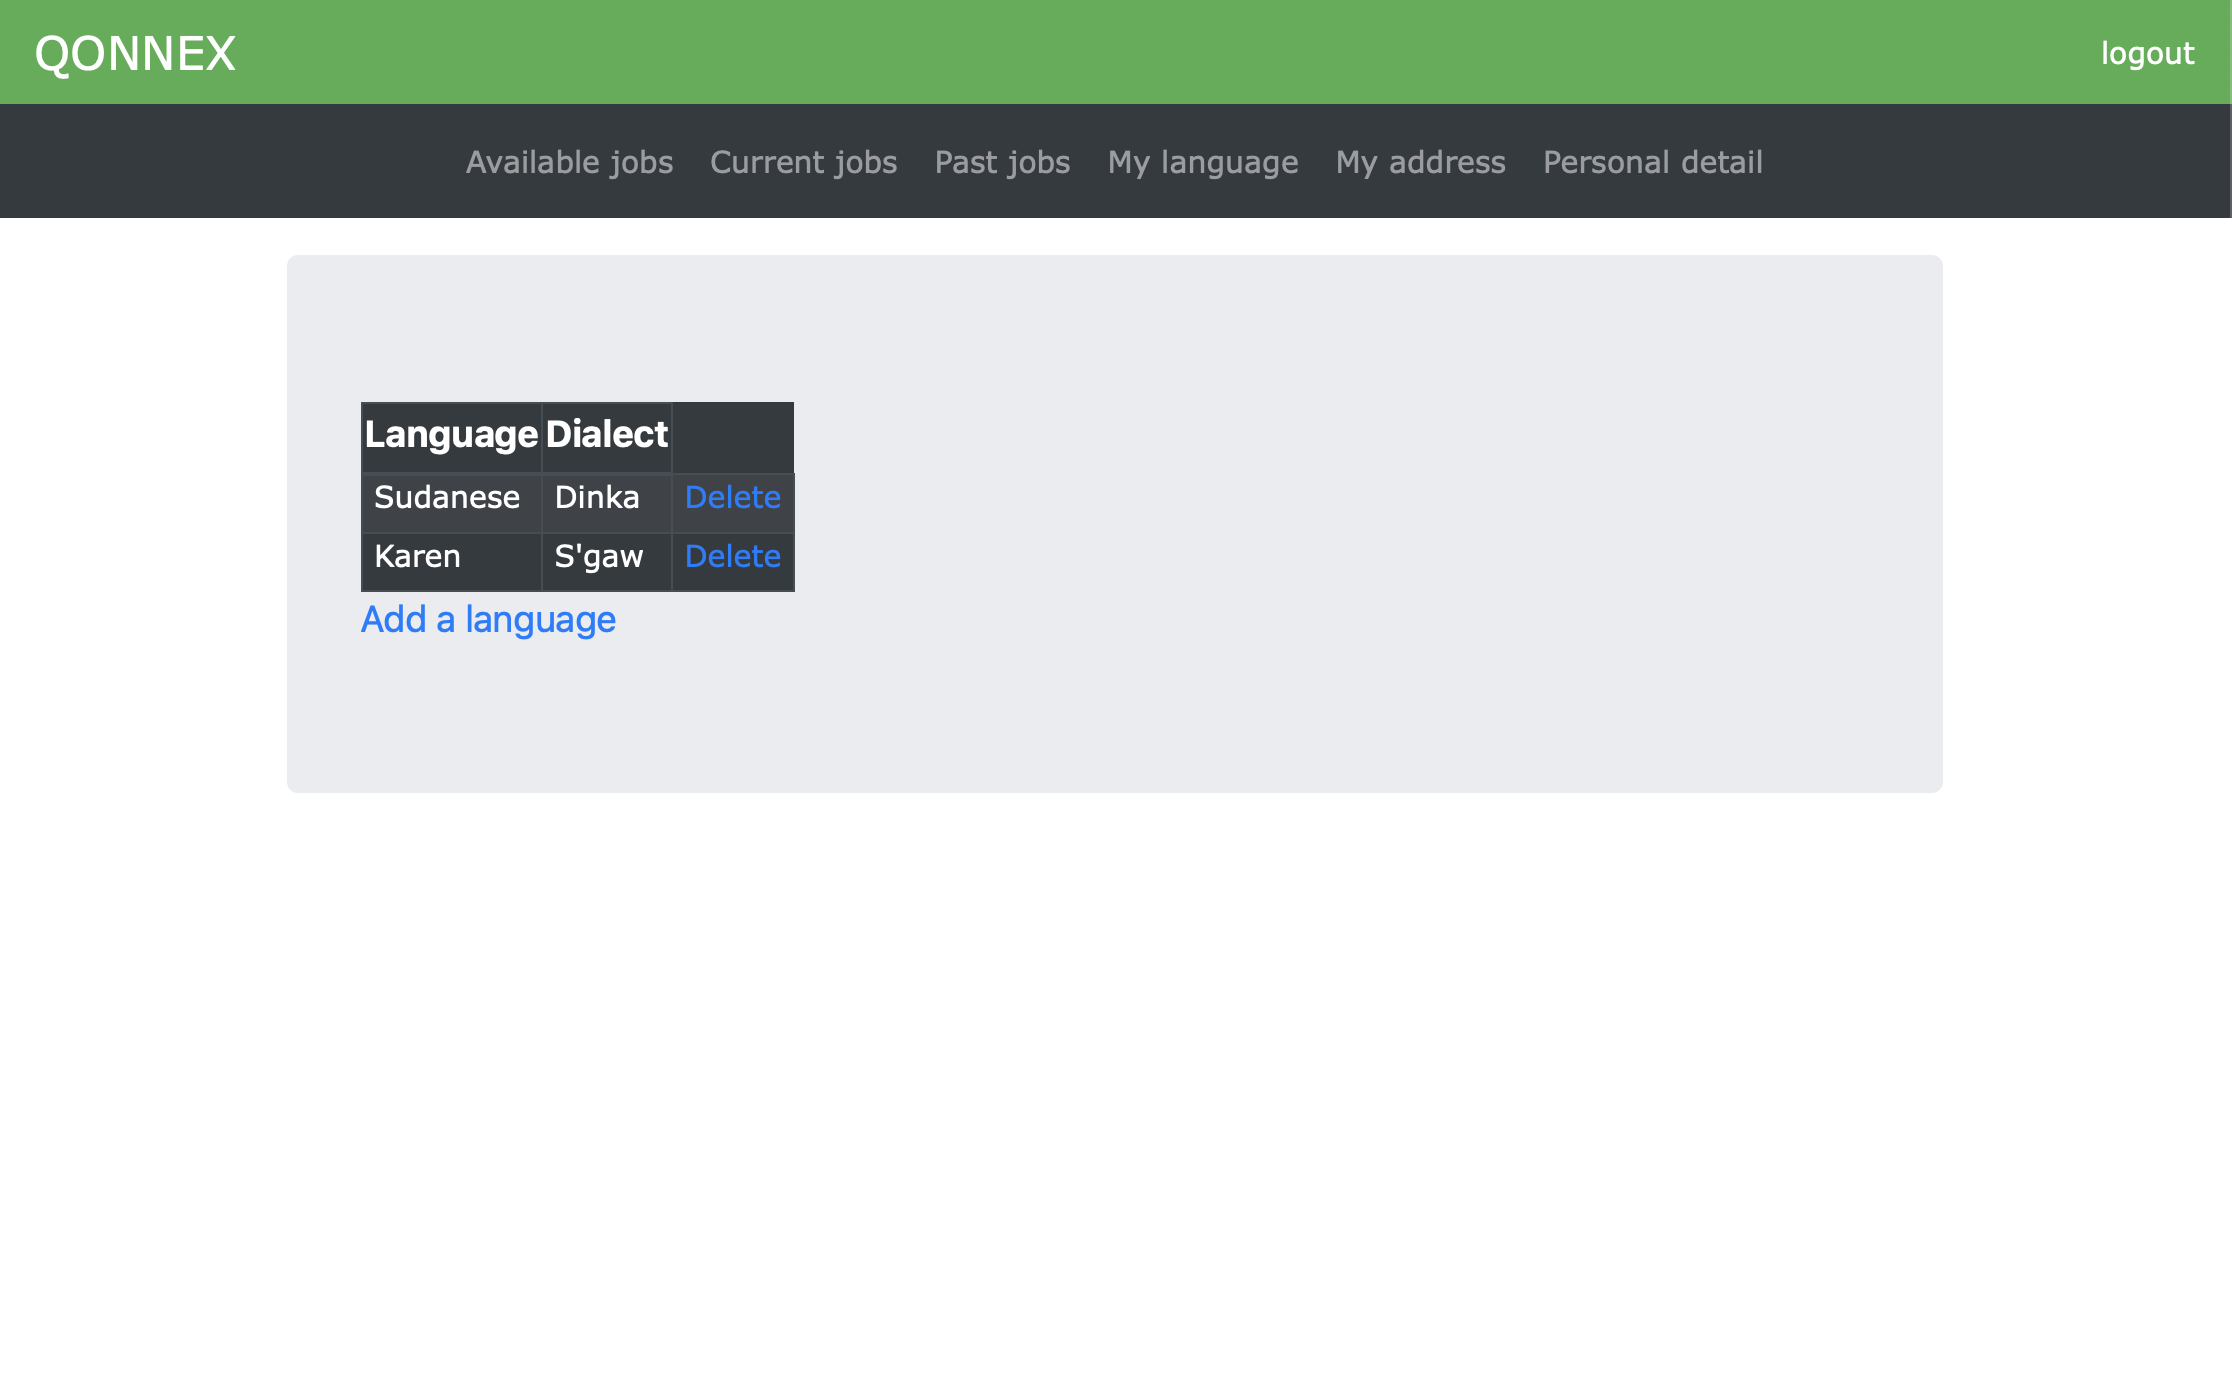 QONNEX logout
Available jobs Current jobs Past jobs My language My address Personal detail
Language Dialect
Sudanese Dinka Delete
Karen S'gaw Delete
Add a language